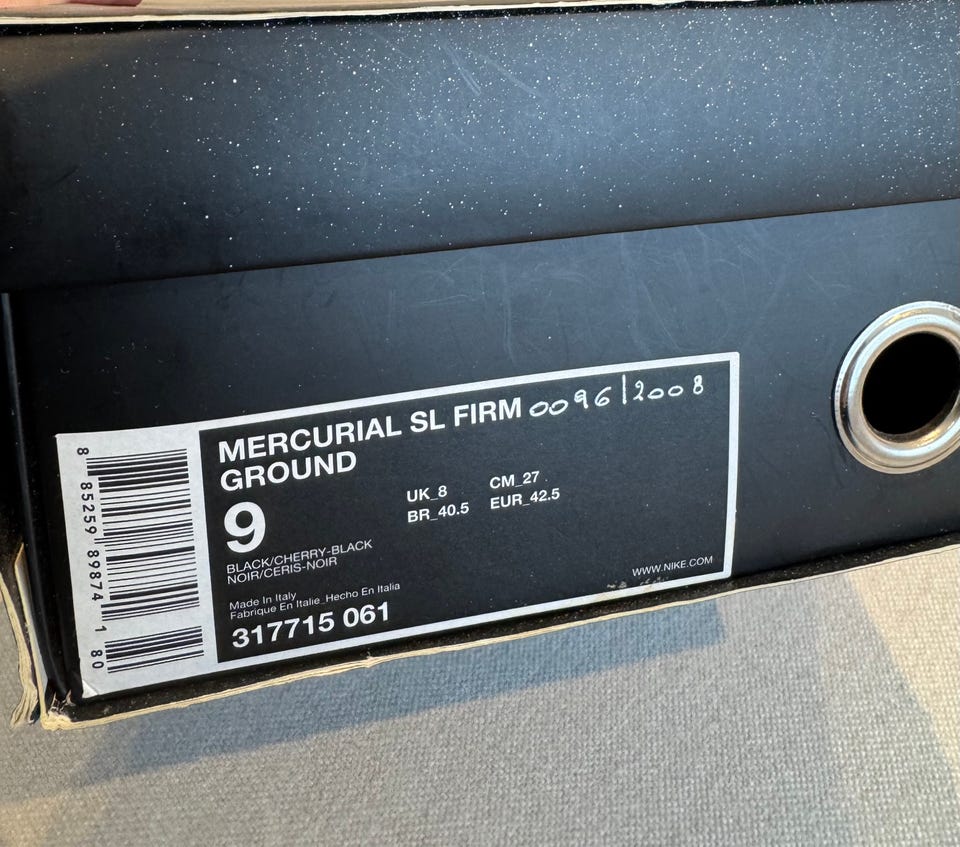 MERCURIAL SL FIRM 0096/2008
GROUND
9
UK_8 CM_27
BR_40.5 EUR_42.5
BLACK/CHERRY-BLACK
NOIR/CERIS-NOIR
Made In Italy
Fabrique En Italie_Hecho En Italia
317715 061
WWW.NIKE.COM
8 85259 89874 1 80